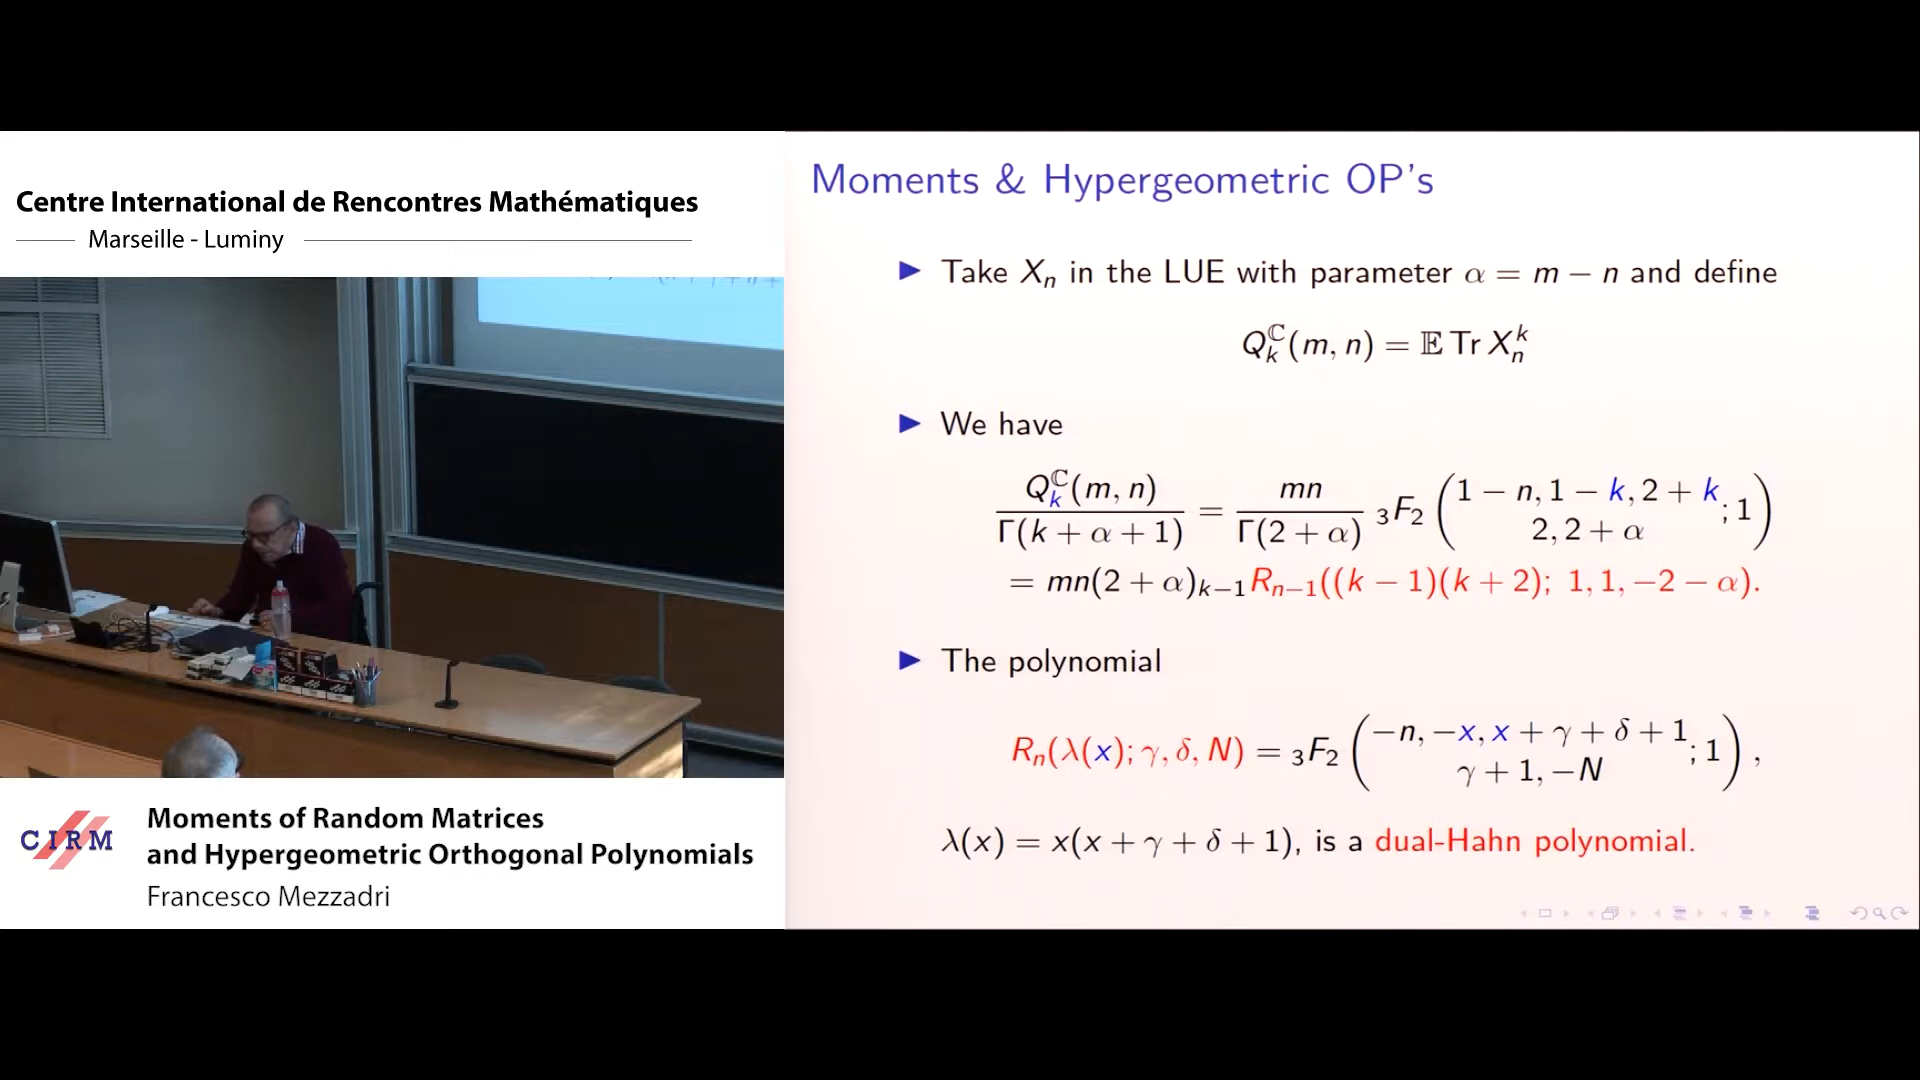 Centre International de Rencontres Mathématiques
Marseille - Luminy
CIRM
Moments of Random Matrices
and Hypergeometric Orthogonal Polynomials
Francesco Mezzadri
Moments & Hypergeometric OP's
▶ Take Xₙ in the LUE with parameter α = m − n and define
Q_k^ℂ(m, n) = 𝔼 Tr X_n^k
▶ We have
Q_k^ℂ(m, n) / Γ(k + α + 1) = mn / Γ(2 + α) ₃F₂ (1 − n, 1 − k, 2 + k / 2, 2 + α ; 1)
= mn(2 + α)_{k−1} R_{n−1}((k − 1)(k + 2); 1, 1, −2 − α).
▶ The polynomial
R_n(λ(x); γ, δ, N) = ₃F₂ (−n, −x, x + γ + δ + 1 / γ + 1, −N ; 1) ,
λ(x) = x(x + γ + δ + 1), is a dual-Hahn polynomial.